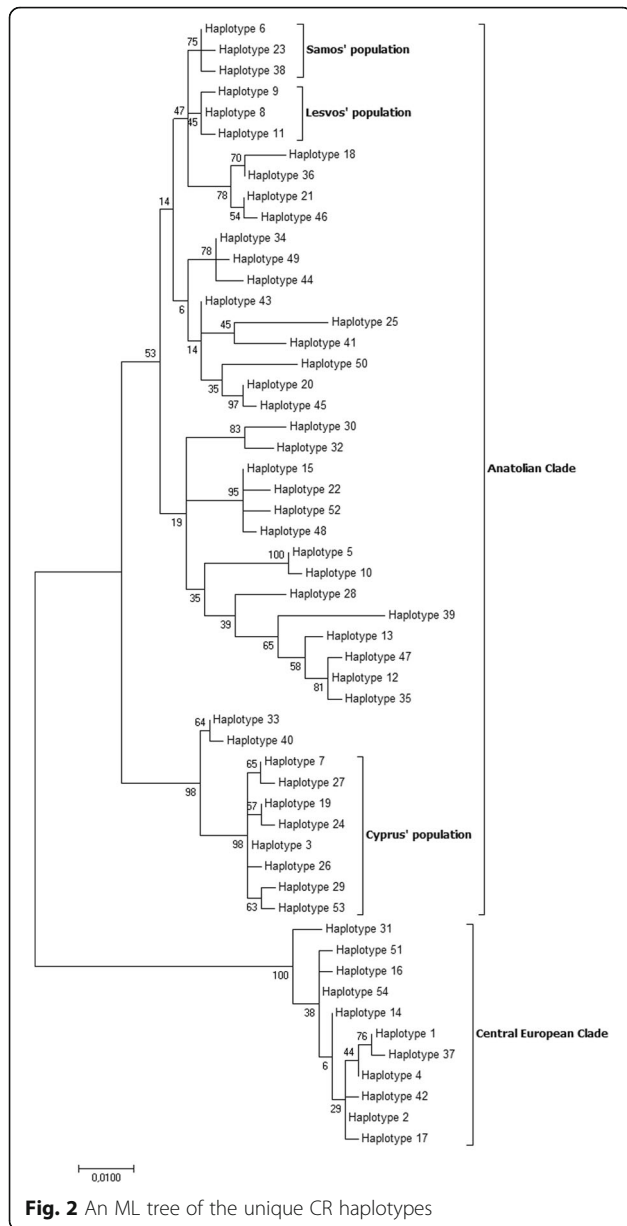 75
Haplotype 6
Haplotype 23
Haplotype 38
Samos' population
47
45
Haplotype 9
Haplotype 8
Haplotype 11
Lesvos' population
14
70
Haplotype 18
Haplotype 36
78
Haplotype 21
54
Haplotype 46
78
Haplotype 34
Haplotype 49
Haplotype 44
6
Haplotype 43
45
Haplotype 25
Haplotype 41
14
53
Haplotype 50
35
Haplotype 20
97
Haplotype 45
83
Haplotype 30
Haplotype 32
Anatolian Clade
Haplotype 15
95
Haplotype 22
Haplotype 52
Haplotype 48
19
100
Haplotype 5
Haplotype 10
35
Haplotype 28
39
Haplotype 39
65
Haplotype 13
58
Haplotype 47
Haplotype 12
81
Haplotype 35
64
Haplotype 33
Haplotype 40
98
65
Haplotype 7
Haplotype 27
57
Haplotype 19
Haplotype 24
98
Haplotype 3
Cyprus' population
Haplotype 26
Haplotype 29
63
Haplotype 53
Haplotype 31
100
Haplotype 51
Haplotype 16
Haplotype 54
38
Haplotype 14
Central European Clade
76
Haplotype 1
44
Haplotype 37
6
Haplotype 4
Haplotype 42
29
Haplotype 2
Haplotype 17
0,0100
Fig. 2 An ML tree of the unique CR haplotypes